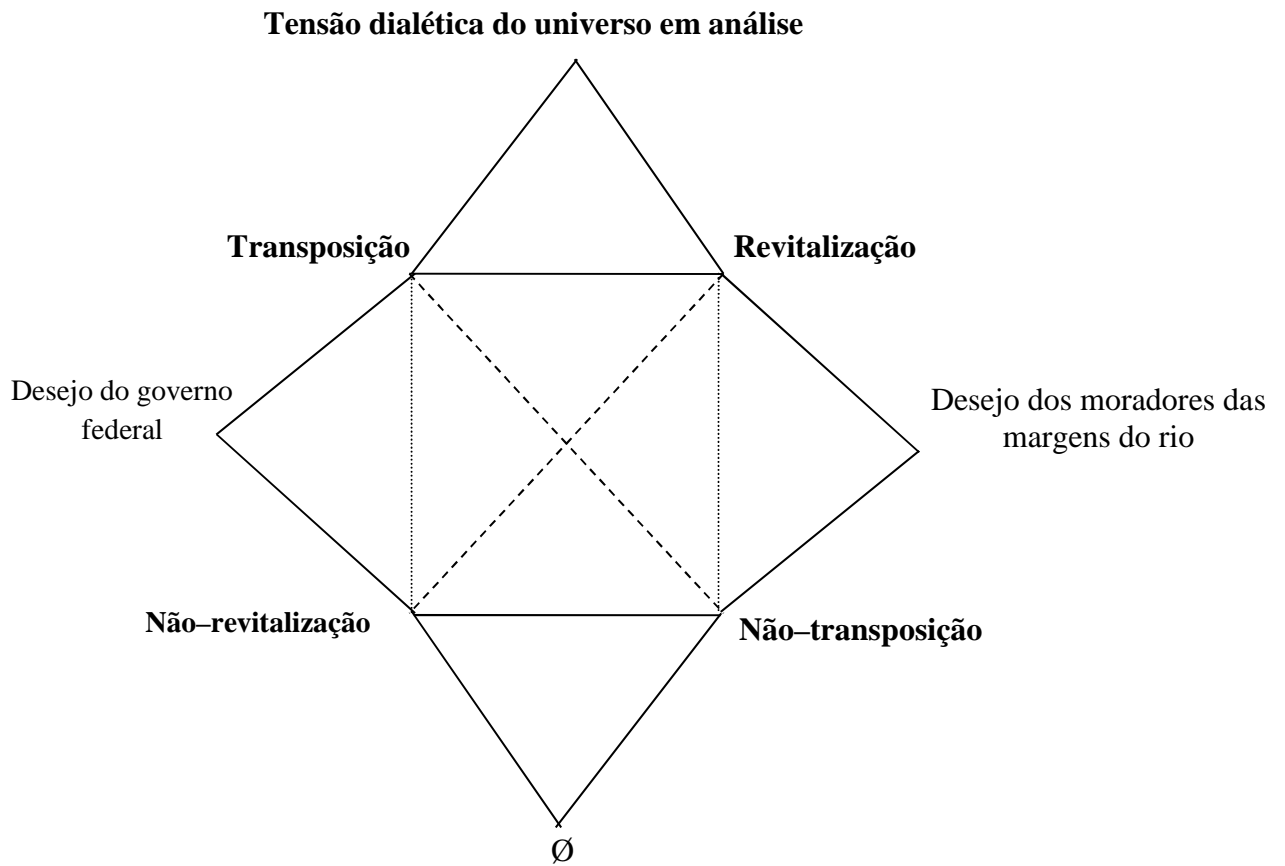 Tensão dialética do universo em análise
Transposição
Revitalização
Desejo do governo
federal
Desejo dos moradores das
margens do rio
Não–revitalização
Não–transposição
Ø